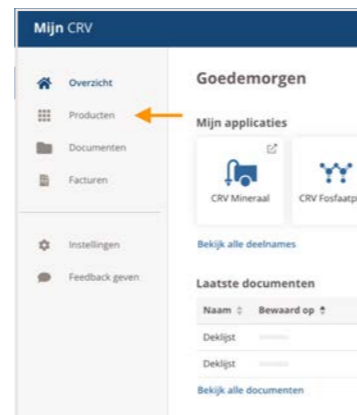 Mijn CRV
Overzicht
Producten
Documenten
Facturen
Instellingen
Feedback geven
Goedemorgen
Mijn applicaties
CRV Mineraal
CRV Fosfaatp
Bekijk alle deelnames
Laatste documenten
Naam Bewaard op
Deklijst
Deklijst
Bekijk alle documenten